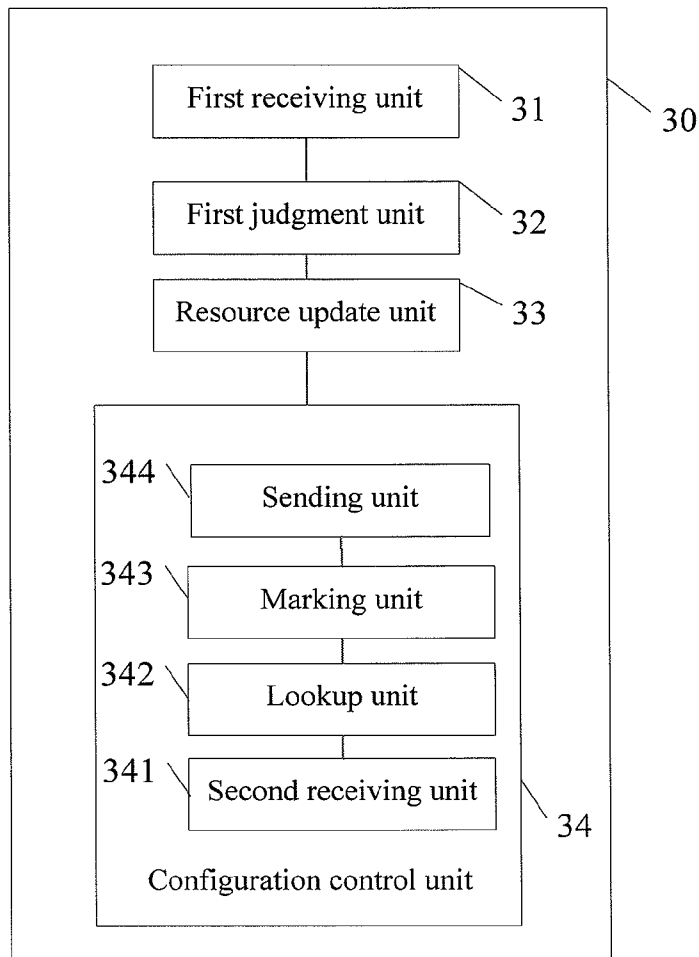 First receiving unit
31
30
First judgment unit
32
Resource update unit
33
344
Sending unit
343
Marking unit
342
Lookup unit
341
Second receiving unit
34
Configuration control unit